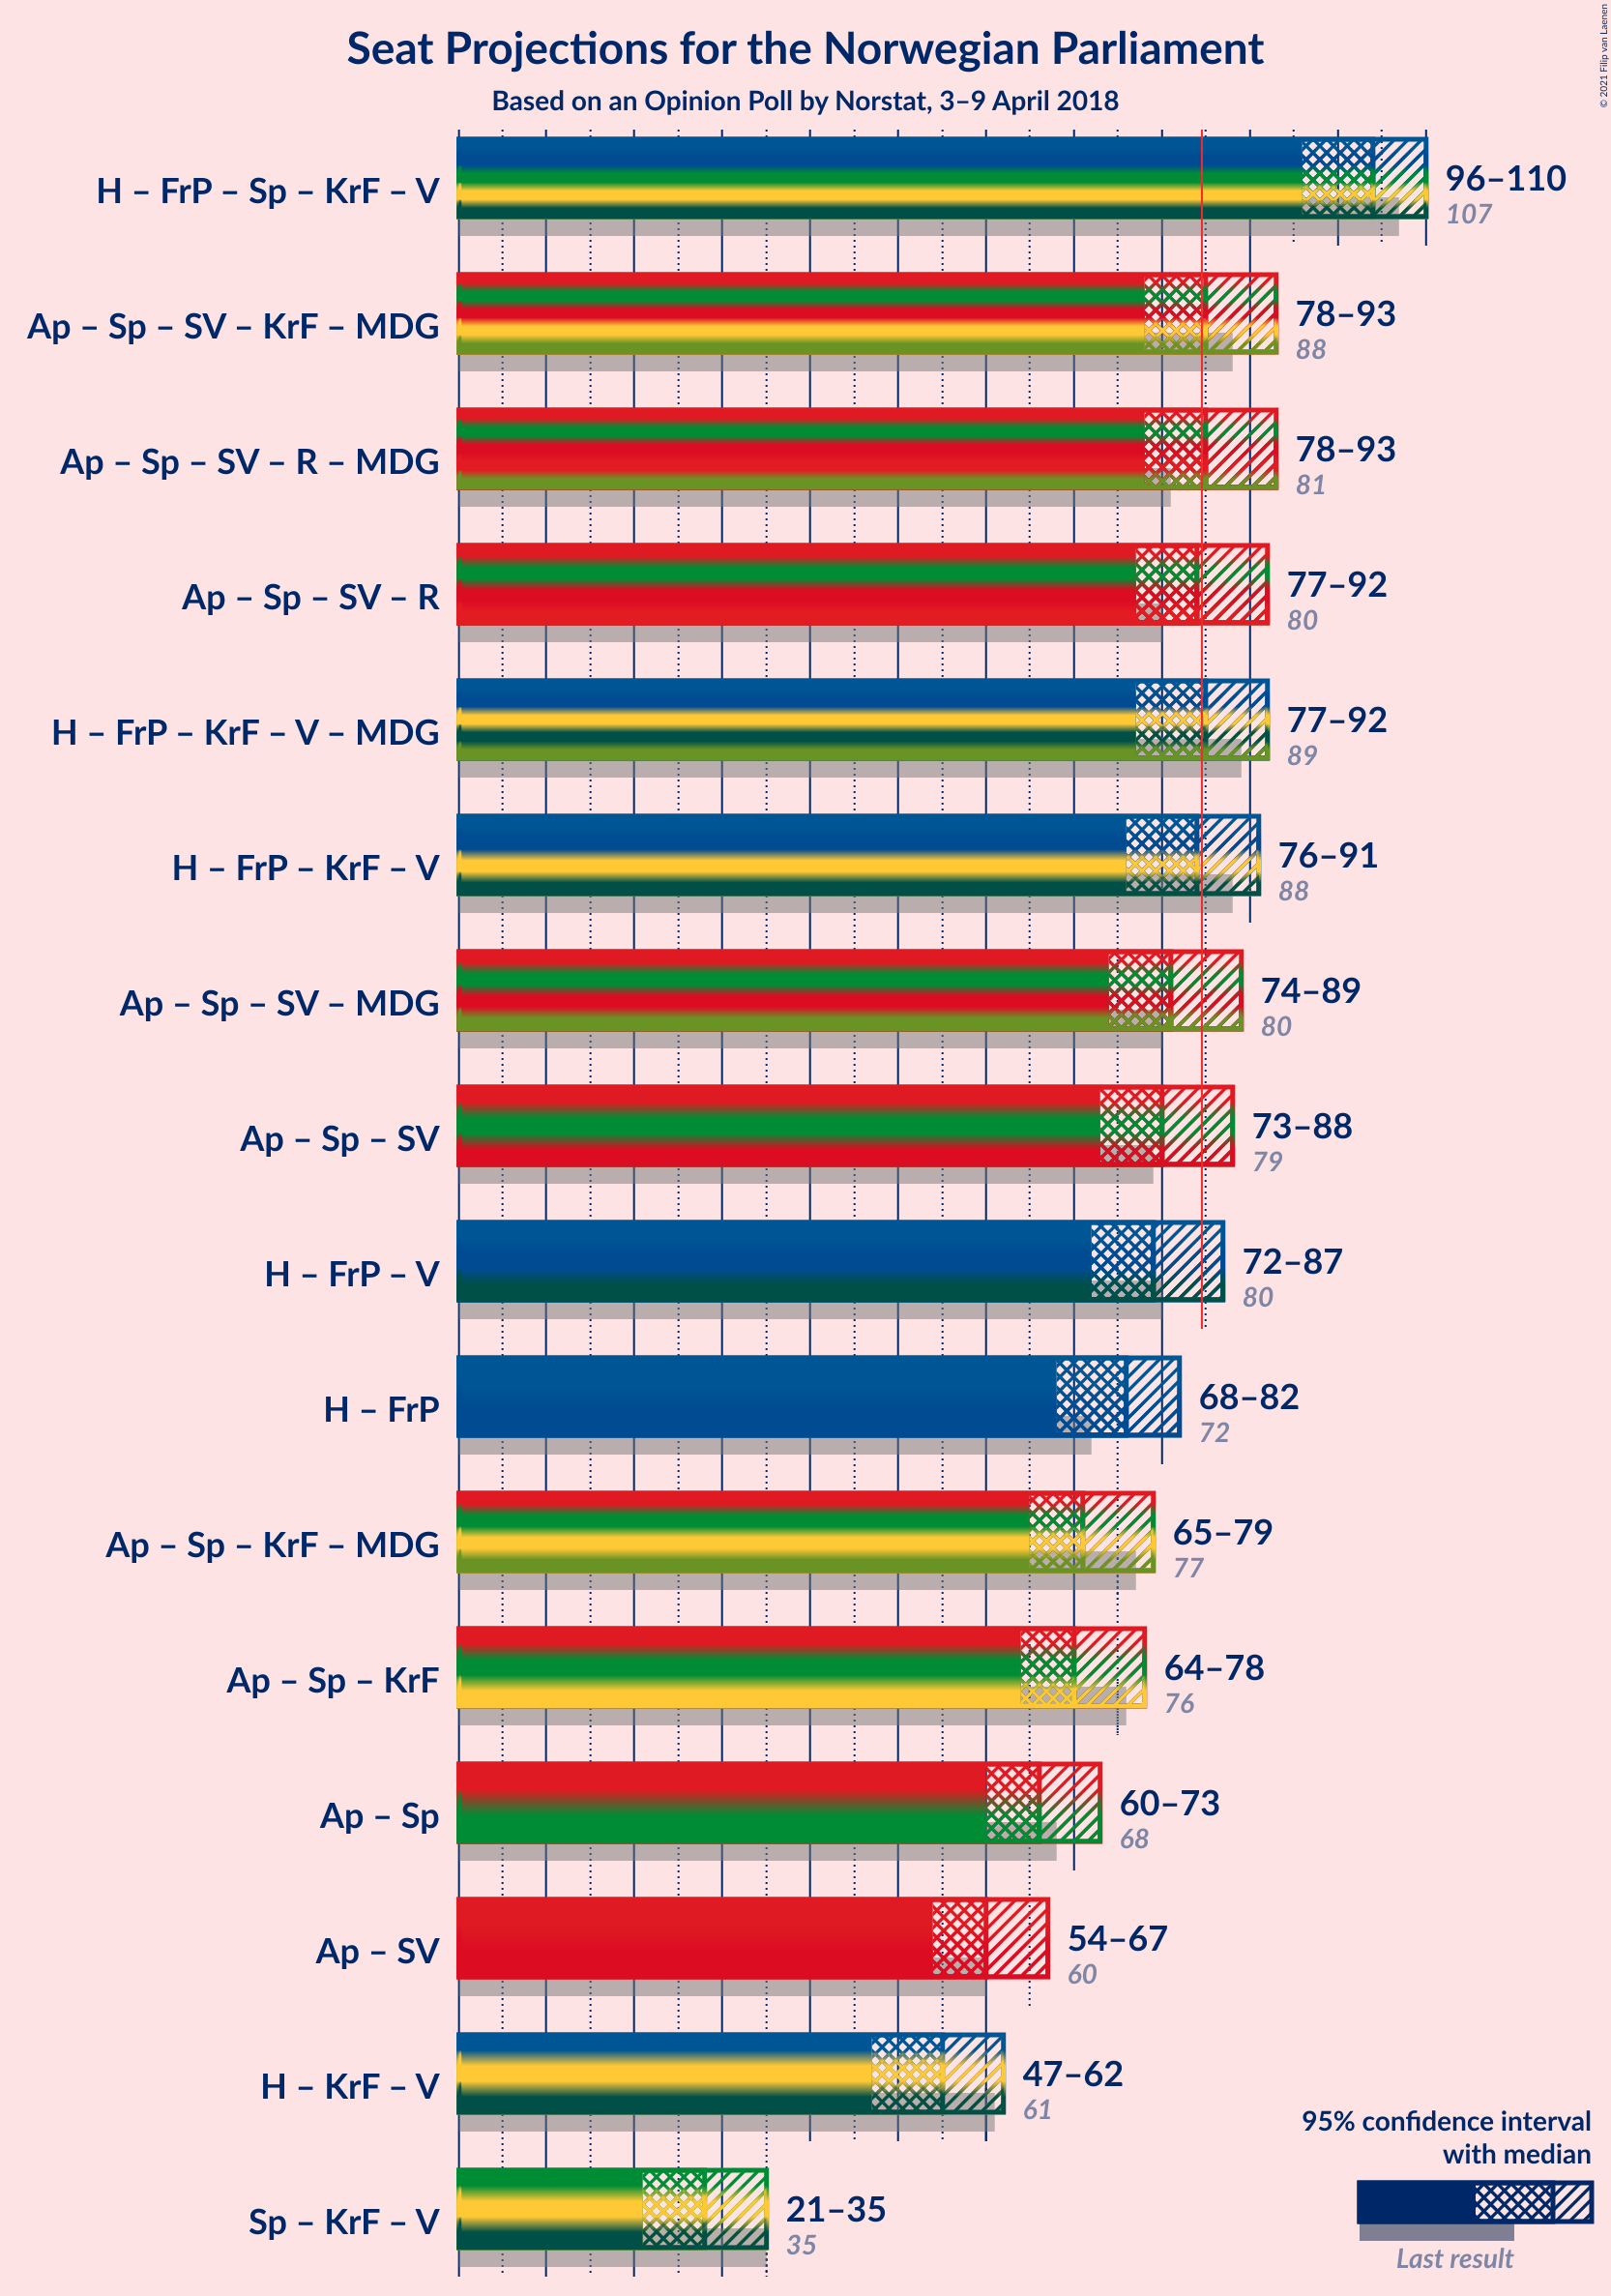 © 2021 Filip van Laenen
Seat Projections for the Norwegian Parliament
Based on an Opinion Poll by Norstat, 3–9 April 2018
H – FrP – Sp – KrF – V
96–110
107
Ap – Sp – SV – KrF – MDG
78–93
88
Ap – Sp – SV – R – MDG
78–93
81
Ap – Sp – SV – R
77–92
80
H – FrP – KrF – V – MDG
77–92
89
H – FrP – KrF – V
76–91
88
Ap – Sp – SV – MDG
74–89
80
Ap – Sp – SV
73–88
79
H – FrP – V
72–87
80
H – FrP
68–82
72
Ap – Sp – KrF – MDG
65–79
77
Ap – Sp – KrF
64–78
76
Ap – Sp
60–73
68
Ap – SV
54–67
60
H – KrF – V
47–62
61
Sp – KrF – V
21–35
35
95% confidence interval
with median
Last result